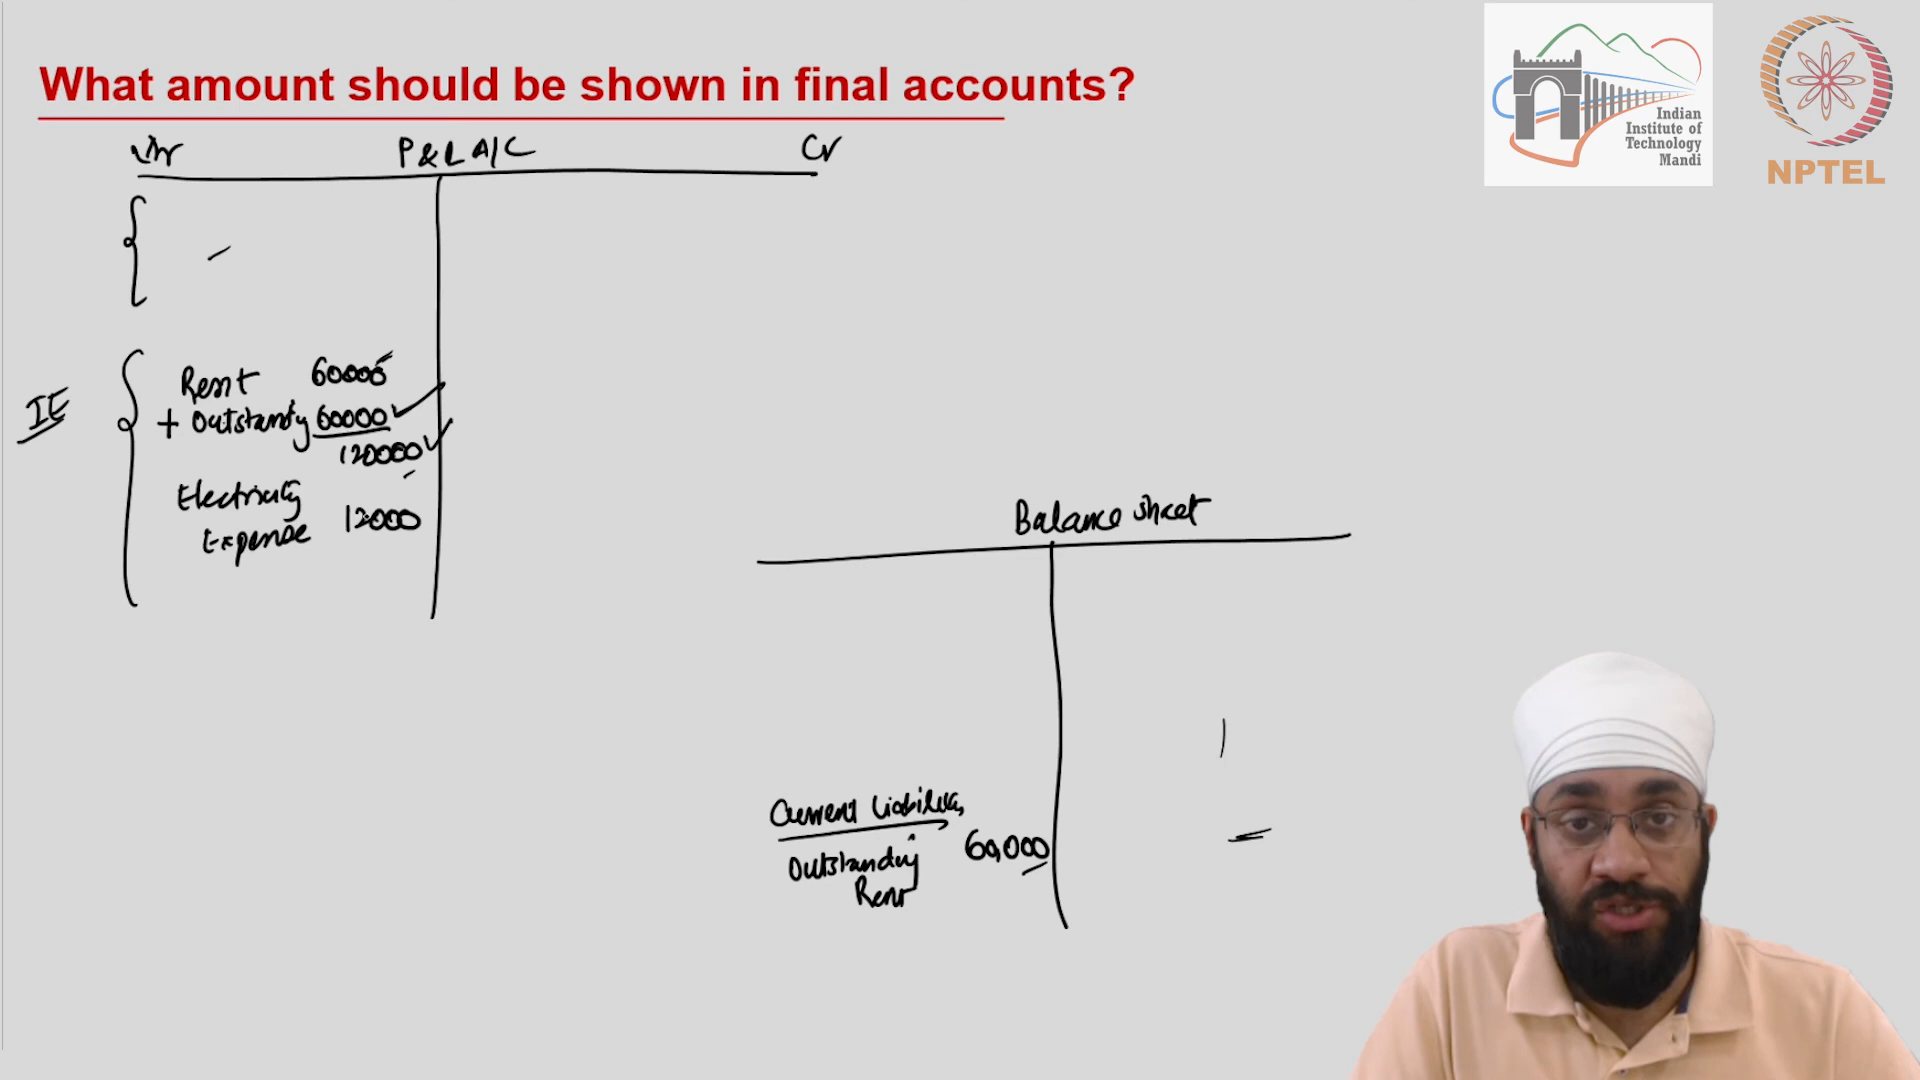 What amount should be shown in final accounts?
Indian
Institute of
Technology
Mandi
NPTEL
Dr P&L A/C Cr
IE
Rent 60000
+ Outstandy 60000
120000
Electricity
Expense 12000
Balance sheet
Current Liabilities
Outstanding 60,000
Rent